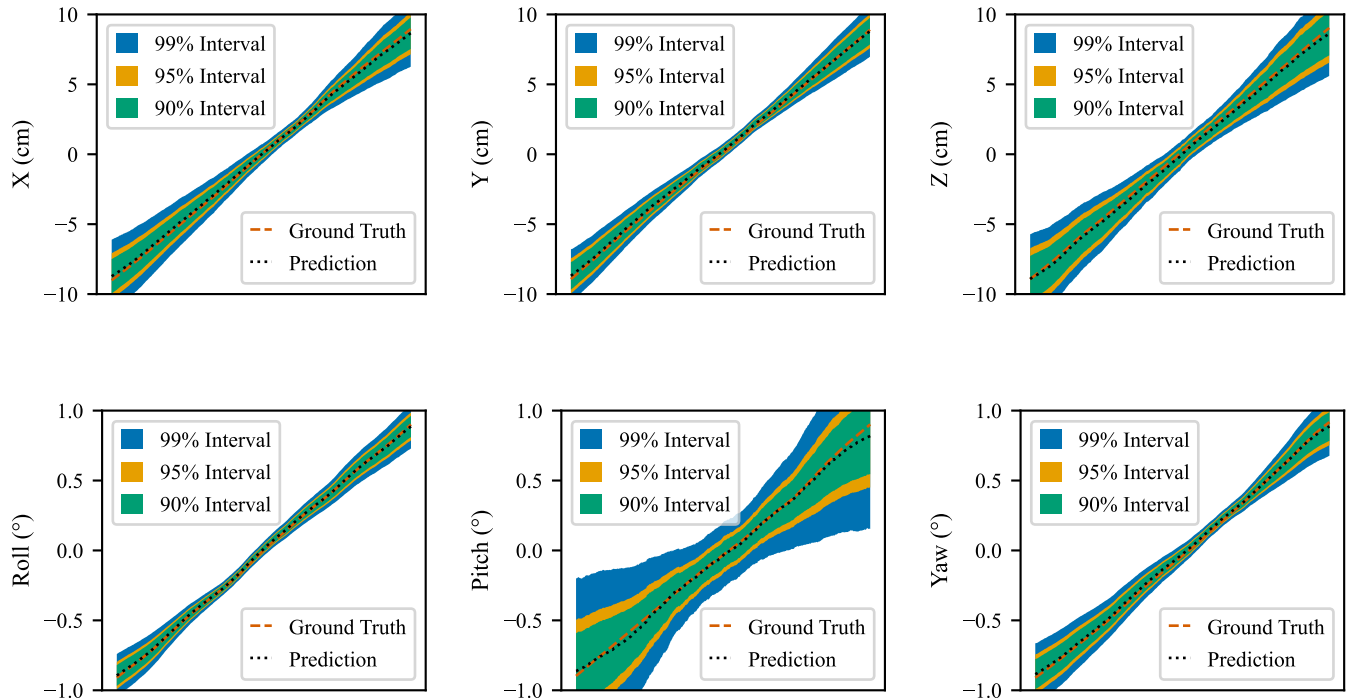 10
5
0
−5
−10
X (cm)
99% Interval
95% Interval
90% Interval
Ground Truth
Prediction
10
5
0
−5
−10
Y (cm)
99% Interval
95% Interval
90% Interval
Ground Truth
Prediction
10
5
0
−5
−10
Z (cm)
99% Interval
95% Interval
90% Interval
Ground Truth
Prediction
1.0
0.5
0.0
−0.5
−1.0
Roll (°)
99% Interval
95% Interval
90% Interval
Ground Truth
Prediction
1.0
0.5
0.0
−0.5
−1.0
Pitch (°)
99% Interval
95% Interval
90% Interval
Ground Truth
Prediction
1.0
0.5
0.0
−0.5
−1.0
Yaw (°)
99% Interval
95% Interval
90% Interval
Ground Truth
Prediction